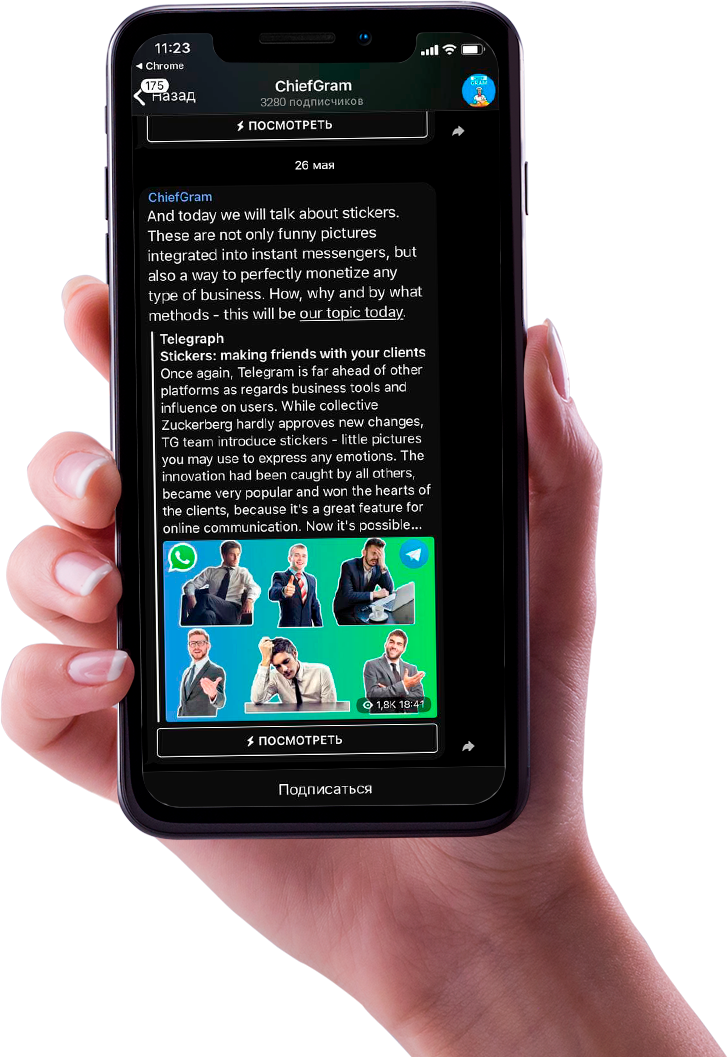 11:23
◂ Chrome
175
Назад
ChiefGram
3280 подписчиков
GRAM
ПОСМОТРЕТЬ
26 мая
ChiefGram
And today we will talk about stickers.
These are not only funny pictures
integrated into instant messengers, but
also a way to perfectly monetize any
type of business. How, why and by what
methods - this will be our topic today.
Telegraph
Stickers: making friends with your clients
Once again, Telegram is far ahead of other
platforms as regards business tools and
influence on users. While collective
Zuckerberg hardly approves new changes,
TG team introduce stickers - little pictures
you may use to express any emotions. The
innovation had been caught by all others,
became very popular and won the hearts of
the clients, because it's a great feature for
online communication. Now it's possible...
1,8K 18:41
ПОСМОТРЕТЬ
Подписаться